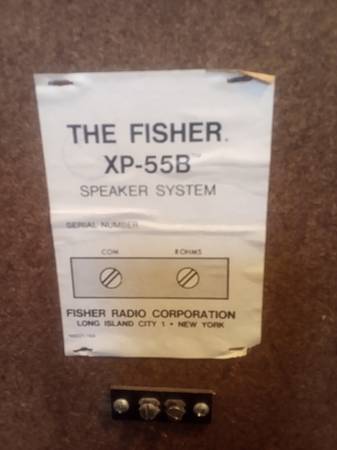 THE FISHER
XP-55B™
SPEAKER SYSTEM
SERIAL NUMBER
COM 8 OHMS
FISHER RADIO CORPORATION
LONG ISLAND CITY 1 • NEW YORK